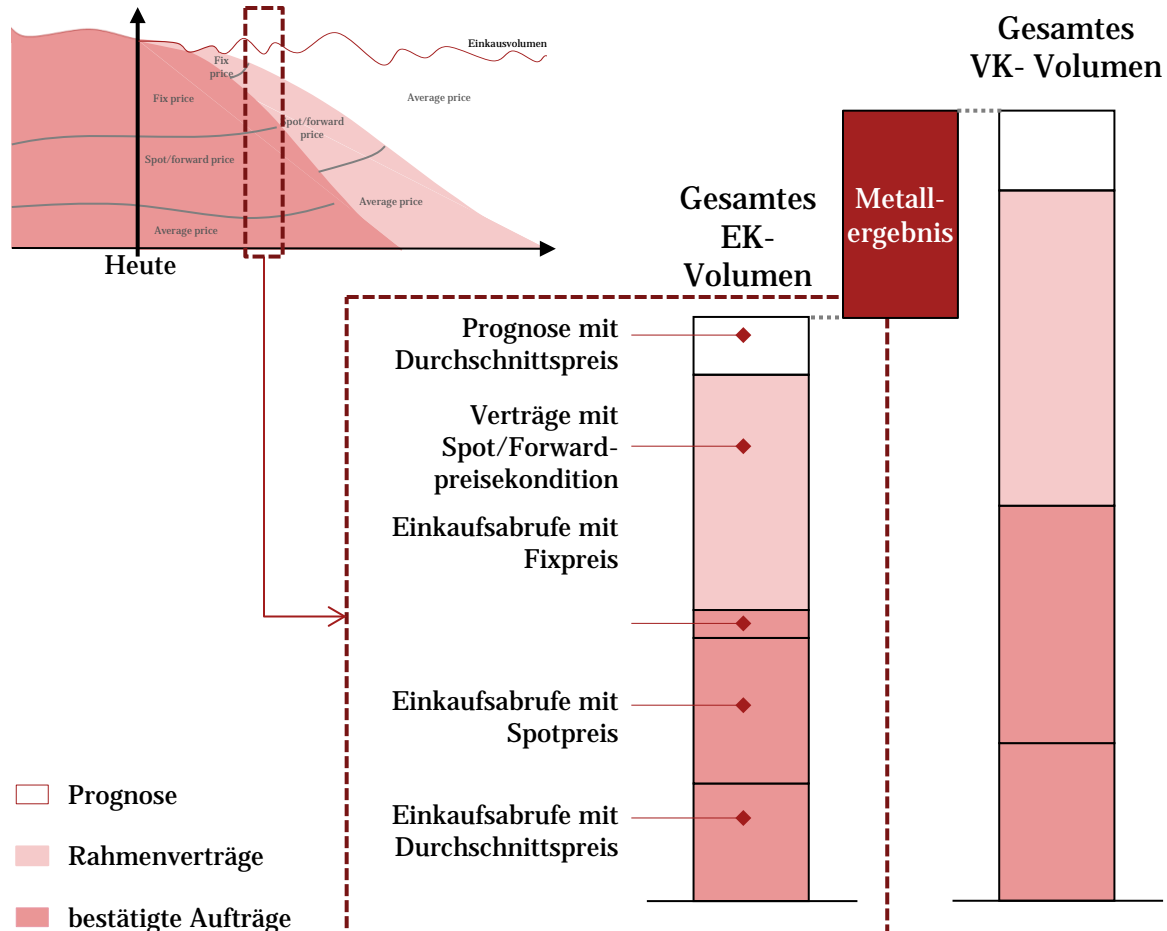 Einkausvolumen
Fix
price
Fix price
Average price
Spot/forward
price
Spot/forward price
Average price
Average price
Heute
Gesamtes
VK- Volumen
Metall-
ergebnis
Gesamtes
EK-
Volumen
Prognose mit
Durchschnittspreis
Verträge mit
Spot/Forward-
preisekondition
Einkaufsabrufe mit
Fixpreis
Einkaufsabrufe mit
Spotpreis
Einkaufsabrufe mit
Durchschnittspreis
Prognose
Rahmenverträge
bestätigte Aufträge